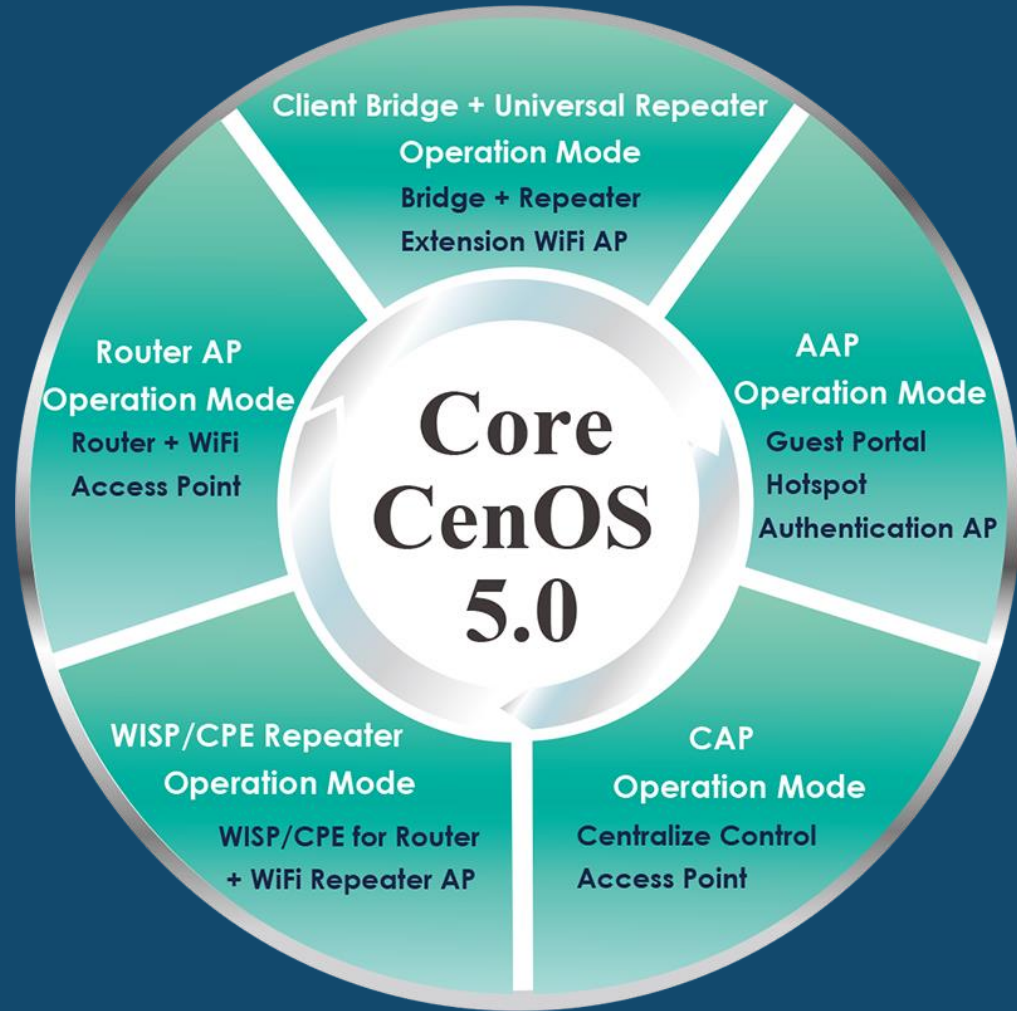 Client Bridge + Universal Repeater
Operation Mode
Bridge + Repeater
Extension WiFi AP
AAP
Operation Mode
Guest Portal
Hotspot
Authentication AP
CAP
Operation Mode
Centralize Control
Access Point
WISP/CPE Repeater
Operation Mode
WISP/CPE for Router
+ WiFi Repeater AP
Router AP
Operation Mode
Router + WiFi
Access Point
Core
CenOS
5.0